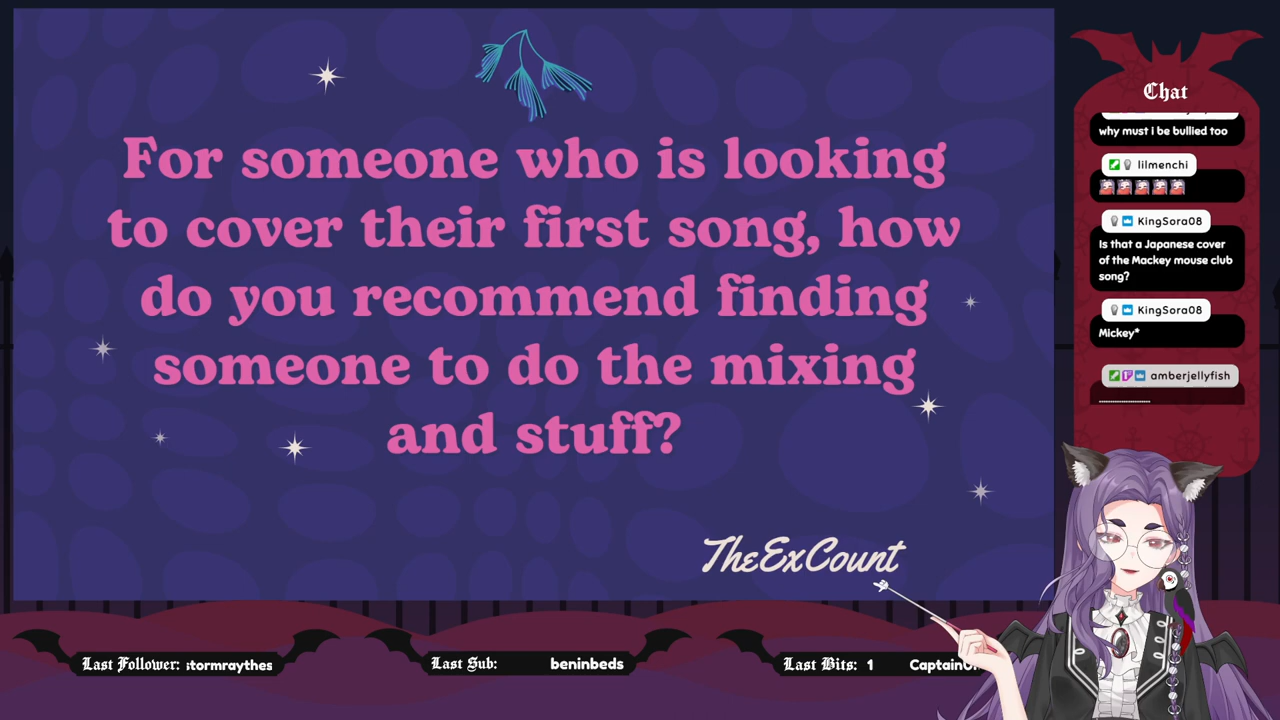 For someone who is looking
to cover their first song, how
do you recommend finding
someone to do the mixing
and stuff?
TheExCount
Chat
why must i be bullied too
lilmenchi
KingSora08
Is that a Japanese cover
of the Mackey mouse club
song?
KingSora08
Mickey*
amberjellyfish
Last Follower: tormraythes
Last Sub: beninbeds
Last Bits: 1